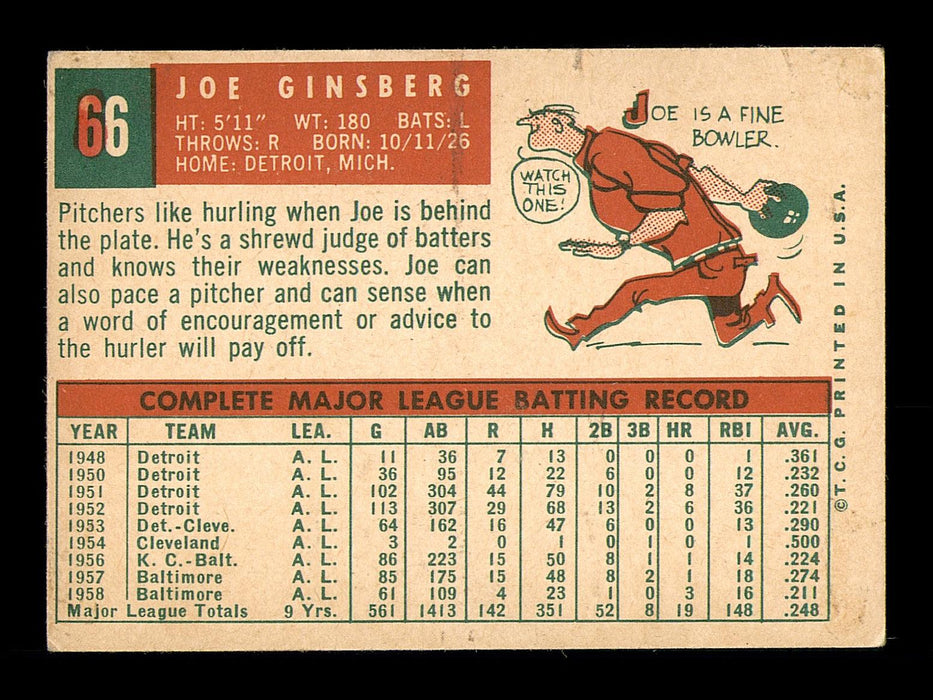 66
JOE GINSBERG
HT: 5'11" WT: 180 BATS: L
THROWS: R BORN: 10/11/26
HOME: DETROIT, MICH.
Pitchers like hurling when Joe is behind
the plate. He's a shrewd judge of batters
and knows their weaknesses. Joe can
also pace a pitcher and can sense when
a word of encouragement or advice to
the hurler will pay off.
JOE IS A FINE
BOWLER.
WATCH
THIS
ONE!
COMPLETE MAJOR LEAGUE BATTING RECORD
YEAR TEAM LEA. G AB R H 2B 3B HR RBI AVG.
1948 Detroit A. L. 11 36 7 13 0 0 0 1 .361
1950 Detroit A. L. 36 95 12 22 6 0 0 12 .232
1951 Detroit A. L. 102 304 44 79 10 2 8 37 .260
1952 Detroit A. L. 113 307 29 68 13 2 6 36 .221
1953 Det.-Cleve. A. L. 64 162 16 47 6 0 0 13 .290
1954 Cleveland A. L. 3 2 0 1 0 1 0 1 .500
1956 K. C.-Balt. A. L. 86 223 15 50 8 1 1 14 .224
1957 Baltimore A. L. 85 175 15 48 8 2 1 18 .274
1958 Baltimore A. L. 61 109 4 23 1 0 3 16 .211
Major League Totals 9 Yrs. 561 1413 142 351 52 8 19 148 .248
©T.C.G. PRINTED IN U.S.A.